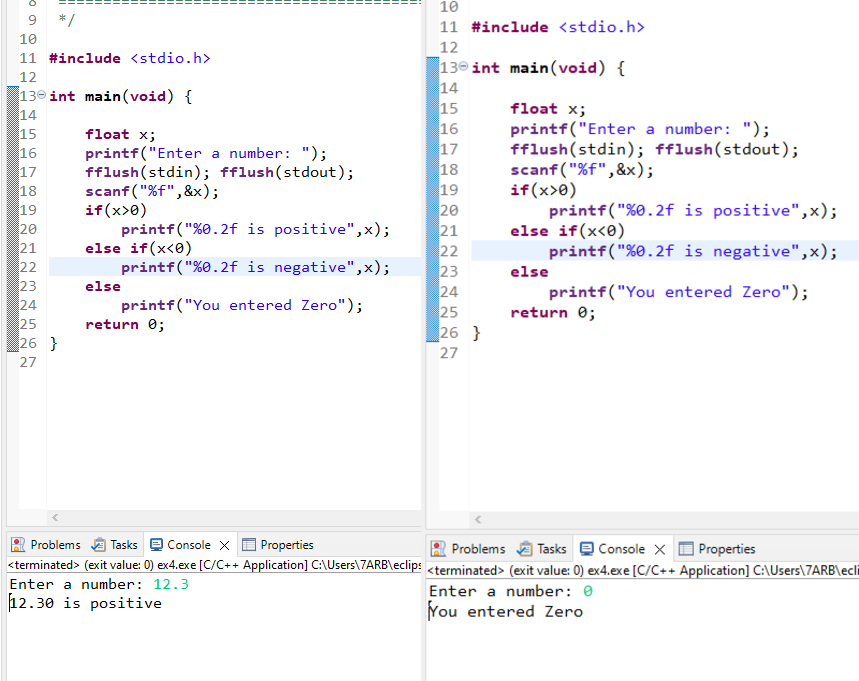 8 ========================================
9 */
10
11 #include <stdio.h>
12
13 int main(void) {
14
15 float x;
16 printf("Enter a number: ");
17 fflush(stdin); fflush(stdout);
18 scanf("%f",&x);
19 if(x>0)
20 printf("%0.2f is positive",x);
21 else if(x<0)
22 printf("%0.2f is negative",x);
23 else
24 printf("You entered Zero");
25 return 0;
26 }
27
Problems Tasks Console Properties
<terminated> (exit value: 0) ex4.exe [C/C++ Application] C:\Users\7ARB\eclips
Enter a number: 12.3
12.30 is positive
10
11 #include <stdio.h>
12
13 int main(void) {
14
15 float x;
16 printf("Enter a number: ");
17 fflush(stdin); fflush(stdout);
18 scanf("%f",&x);
19 if(x>0)
20 printf("%0.2f is positive",x);
21 else if(x<0)
22 printf("%0.2f is negative",x);
23 else
24 printf("You entered Zero");
25 return 0;
26 }
27
Problems Tasks Console Properties
<terminated> (exit value: 0) ex4.exe [C/C++ Application] C:\Users\7ARB\ecli
Enter a number: 0
You entered Zero